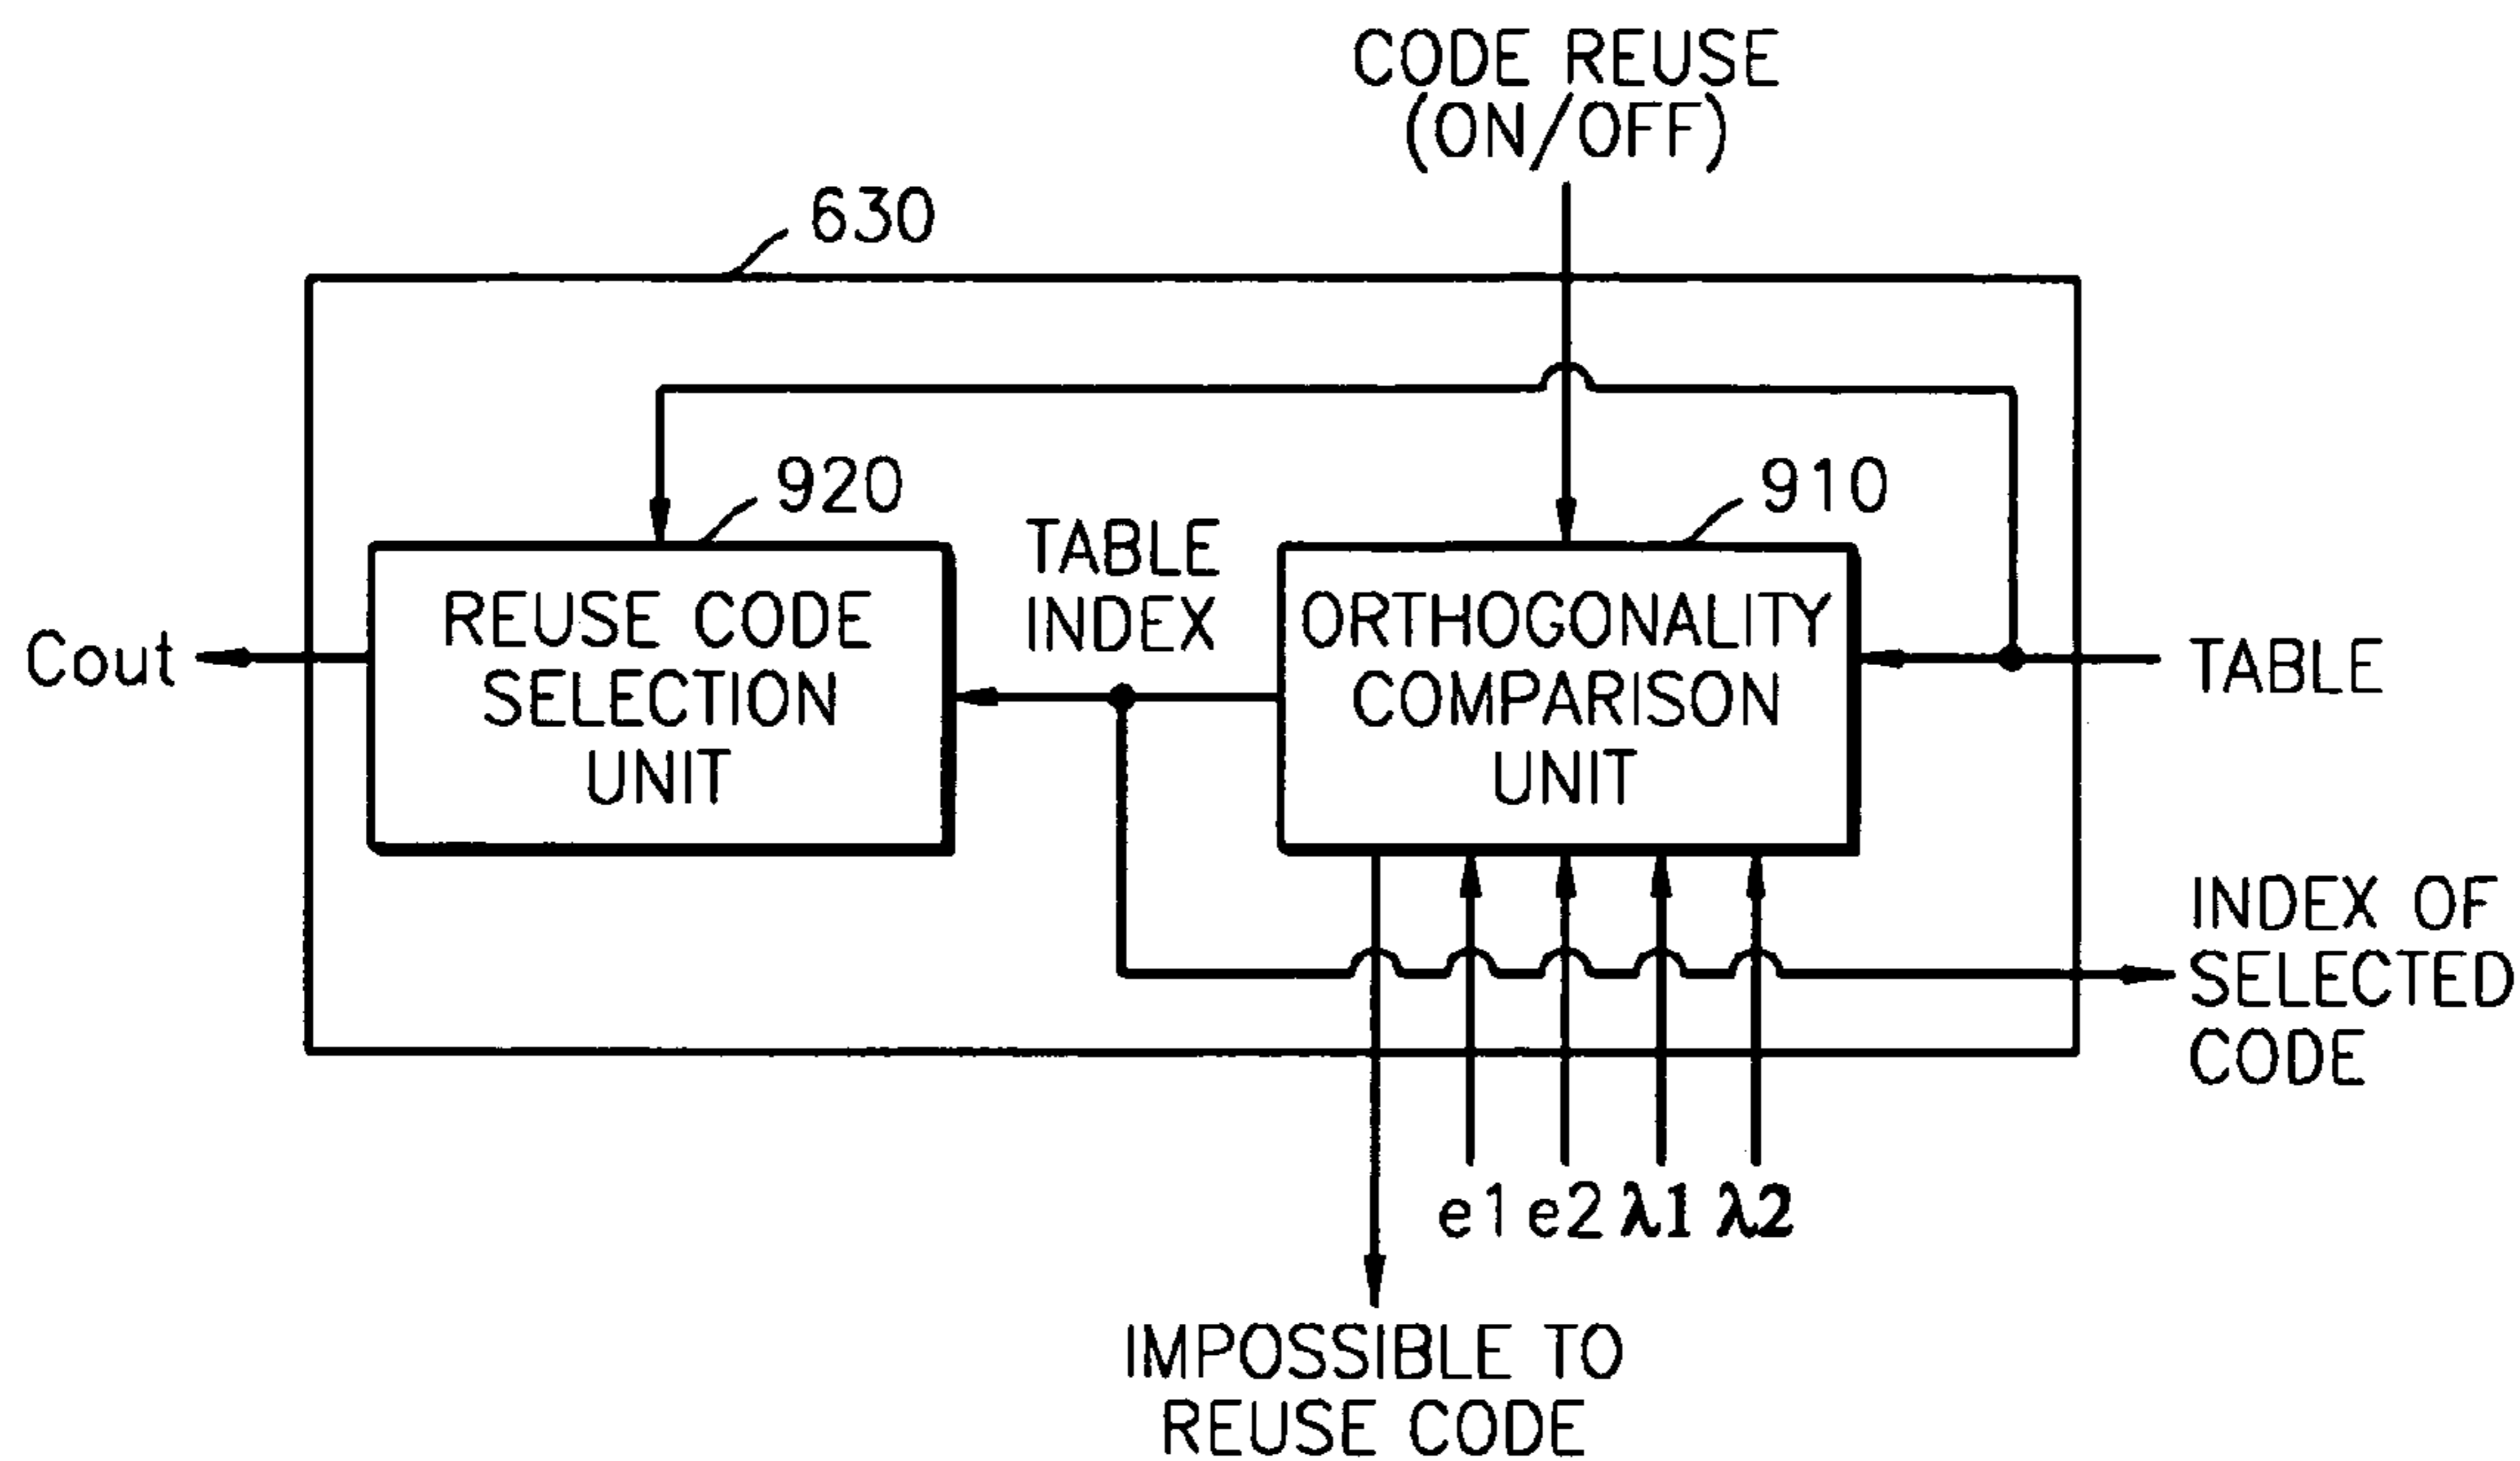 CODE REUSE
(ON/OFF)
630
920
910
TABLE
INDEX
REUSE CODE
SELECTION
UNIT
ORTHOGONALITY
COMPARISON
UNIT
Cout
TABLE
INDEX OF
SELECTED
CODE
e1 e2 λ1 λ2
IMPOSSIBLE TO
REUSE CODE